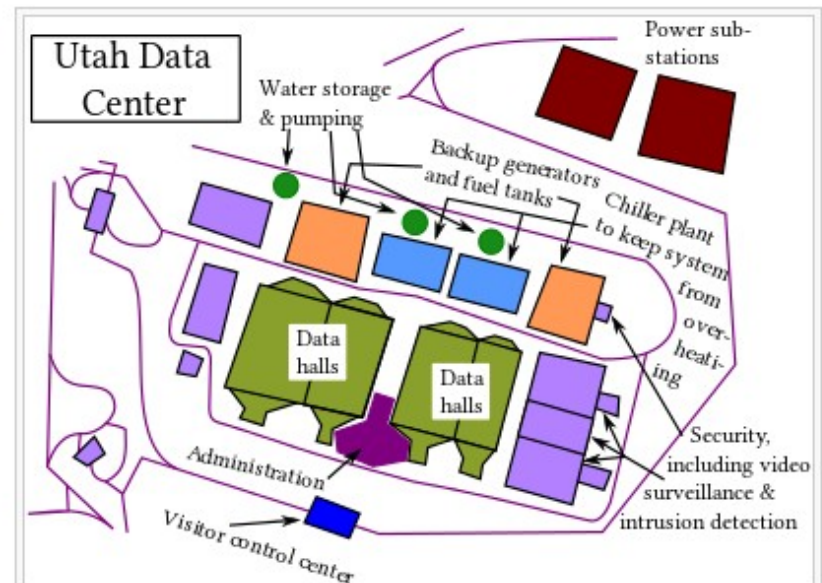 Utah Data
Center
Power sub-
stations
Water storage
& pumping
Backup generators
and fuel tanks
Chiller plant
to keep system
from
over-
heati-
ing
Data
halls
Data
halls
Security,
including video
surveillance &
intrusion detection
Administration
Visitor control center